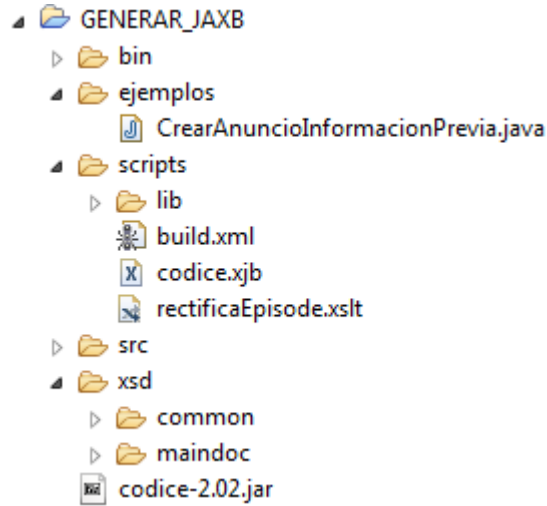 GENERAR_JAXB
bin
ejemplos
CrearAnuncioInformacionPrevia.java
scripts
lib
build.xml
codice.xjb
rectificaEpisode.xslt
src
xsd
common
maindoc
codice-2.02.jar